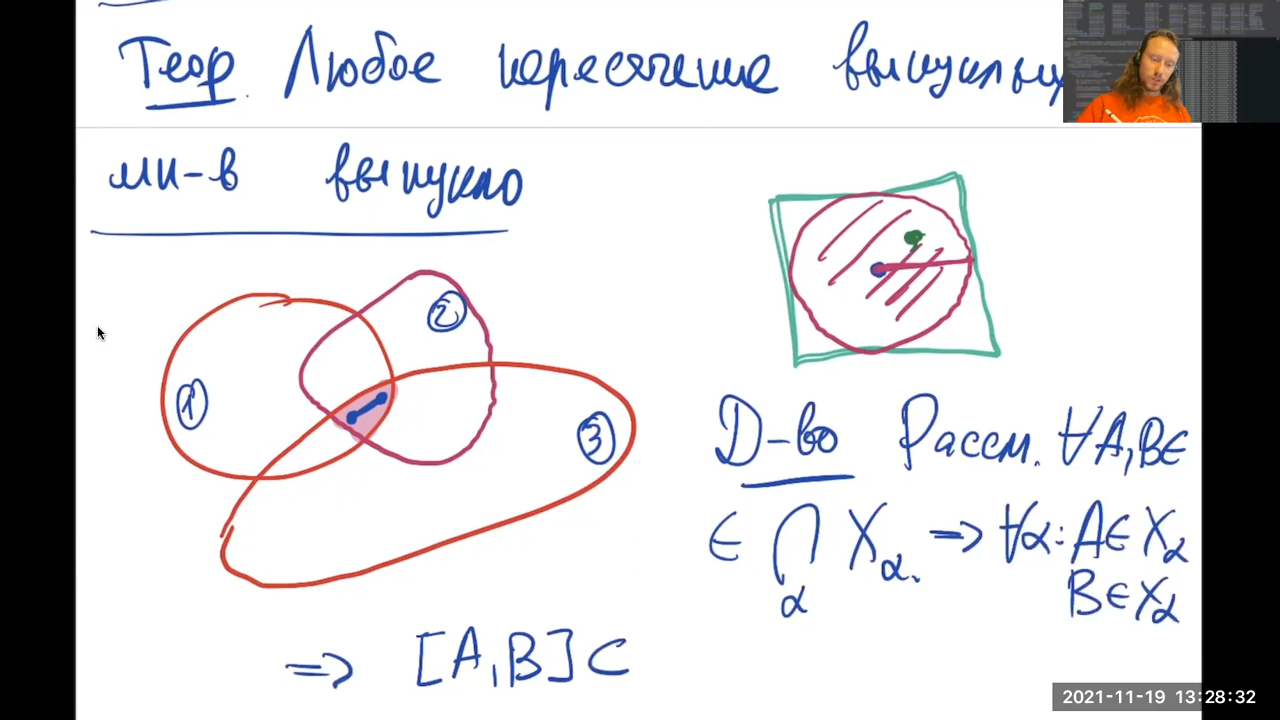 Теор Любое пересечение выпуклых
мн-в выпукло
1
2
3
Д-во Рассм. ∀A,B∈
∈ ⋂ X_α. => ∀α: A∈X_α
α B∈X_α
=> [A,B]⊂
2021-11-19 13:28:32